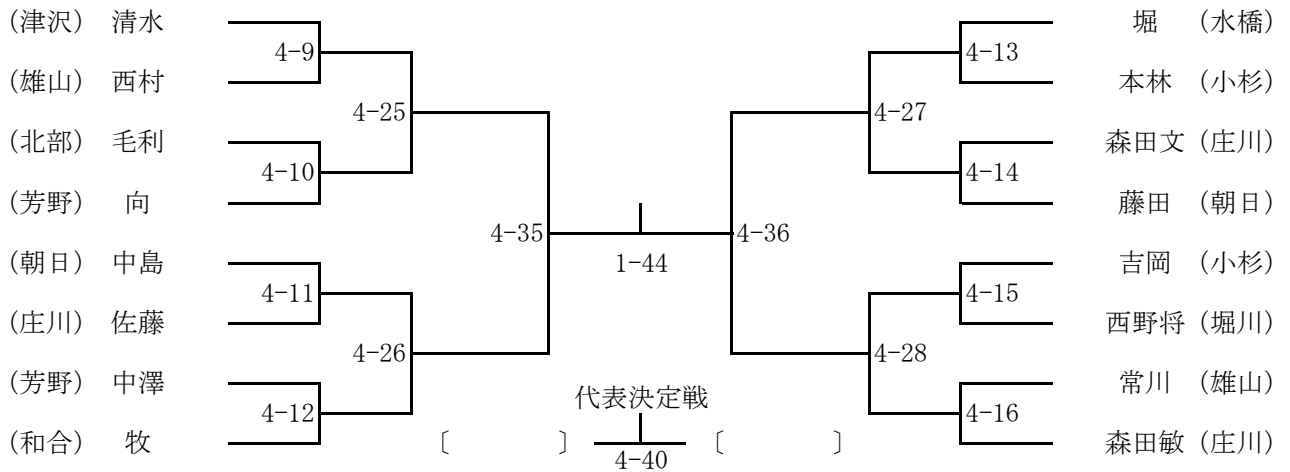 (津沢) 清水 堀 (水橋)
4-9 4-13
(雄山) 西村 本林 (小杉)
4-25 4-27
(北部) 毛利 森田文 (庄川)
4-10 4-14
(芳野) 向 藤田 (朝日)
4-35 4-36
(朝日) 中島 1-44 吉岡 (小杉)
4-11 4-15
(庄川) 佐藤 西野将 (堀川)
4-26 4-28
(芳野) 中澤 常川 (雄山)
代表決定戦
4-12 4-16
(和合) 牧 〔 〕 〔 〕 森田敏 (庄川)
4-40